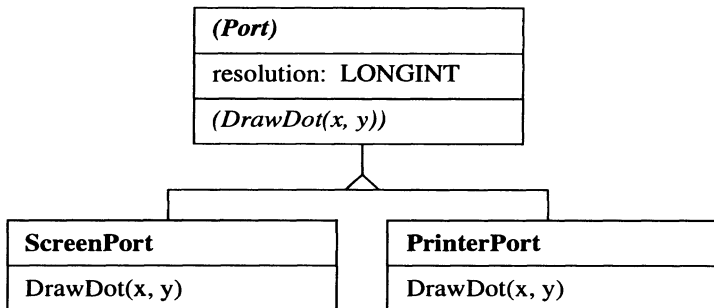 (Port)
resolution: LONGINT
(DrawDot(x, y))
ScreenPort
DrawDot(x, y)
PrinterPort
DrawDot(x, y)